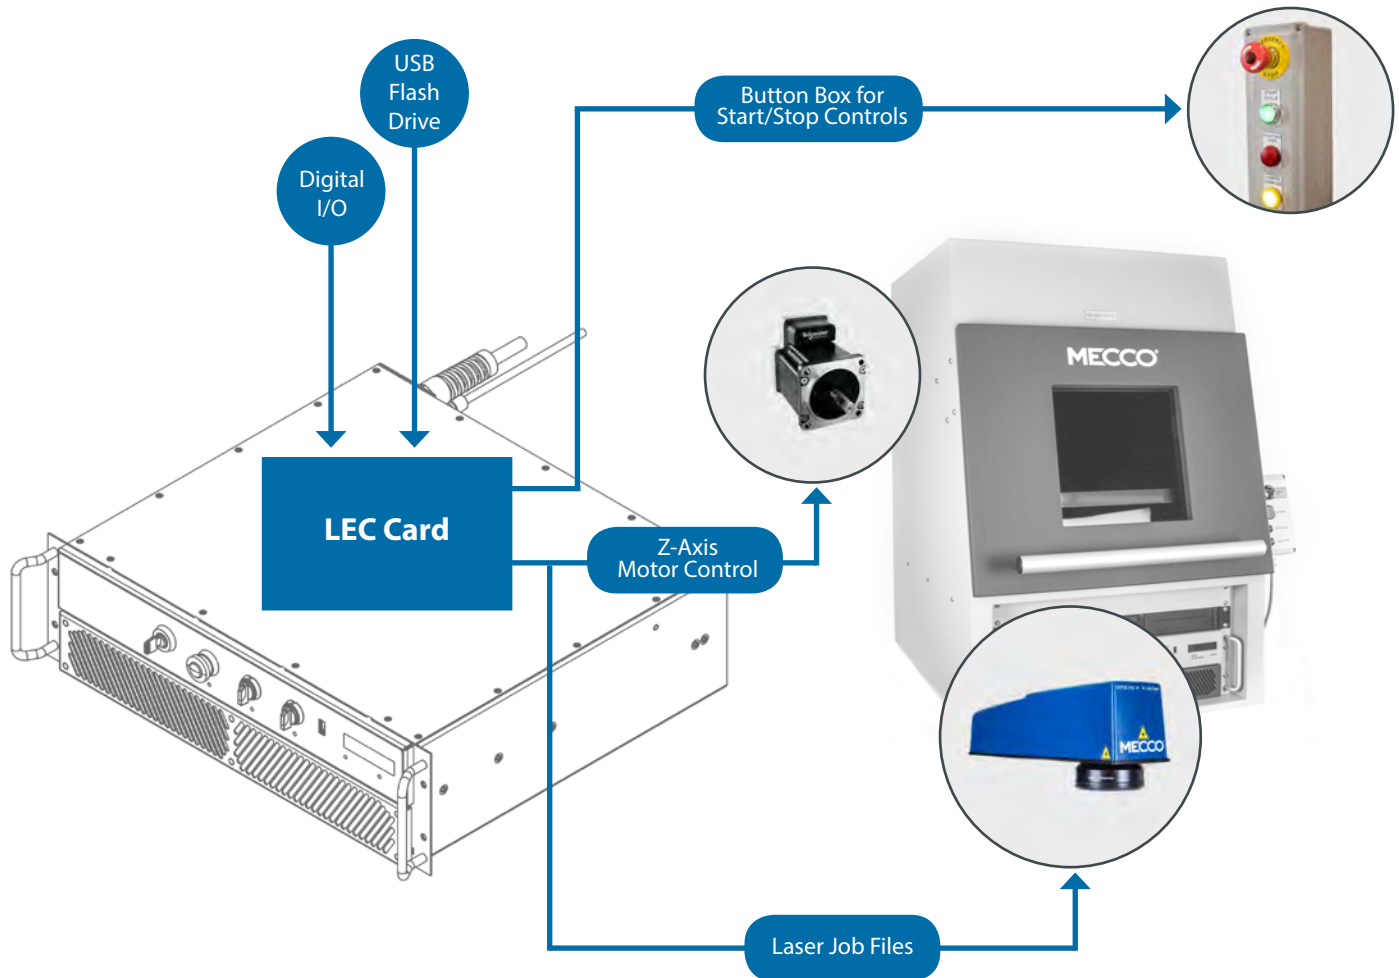 USB
Flash
Drive
Button Box for
Start/Stop Controls
Digital
I/O
Schneider
MECCO
LEC Card
Z-Axis
Motor Control
MECCO
Laser Job Files